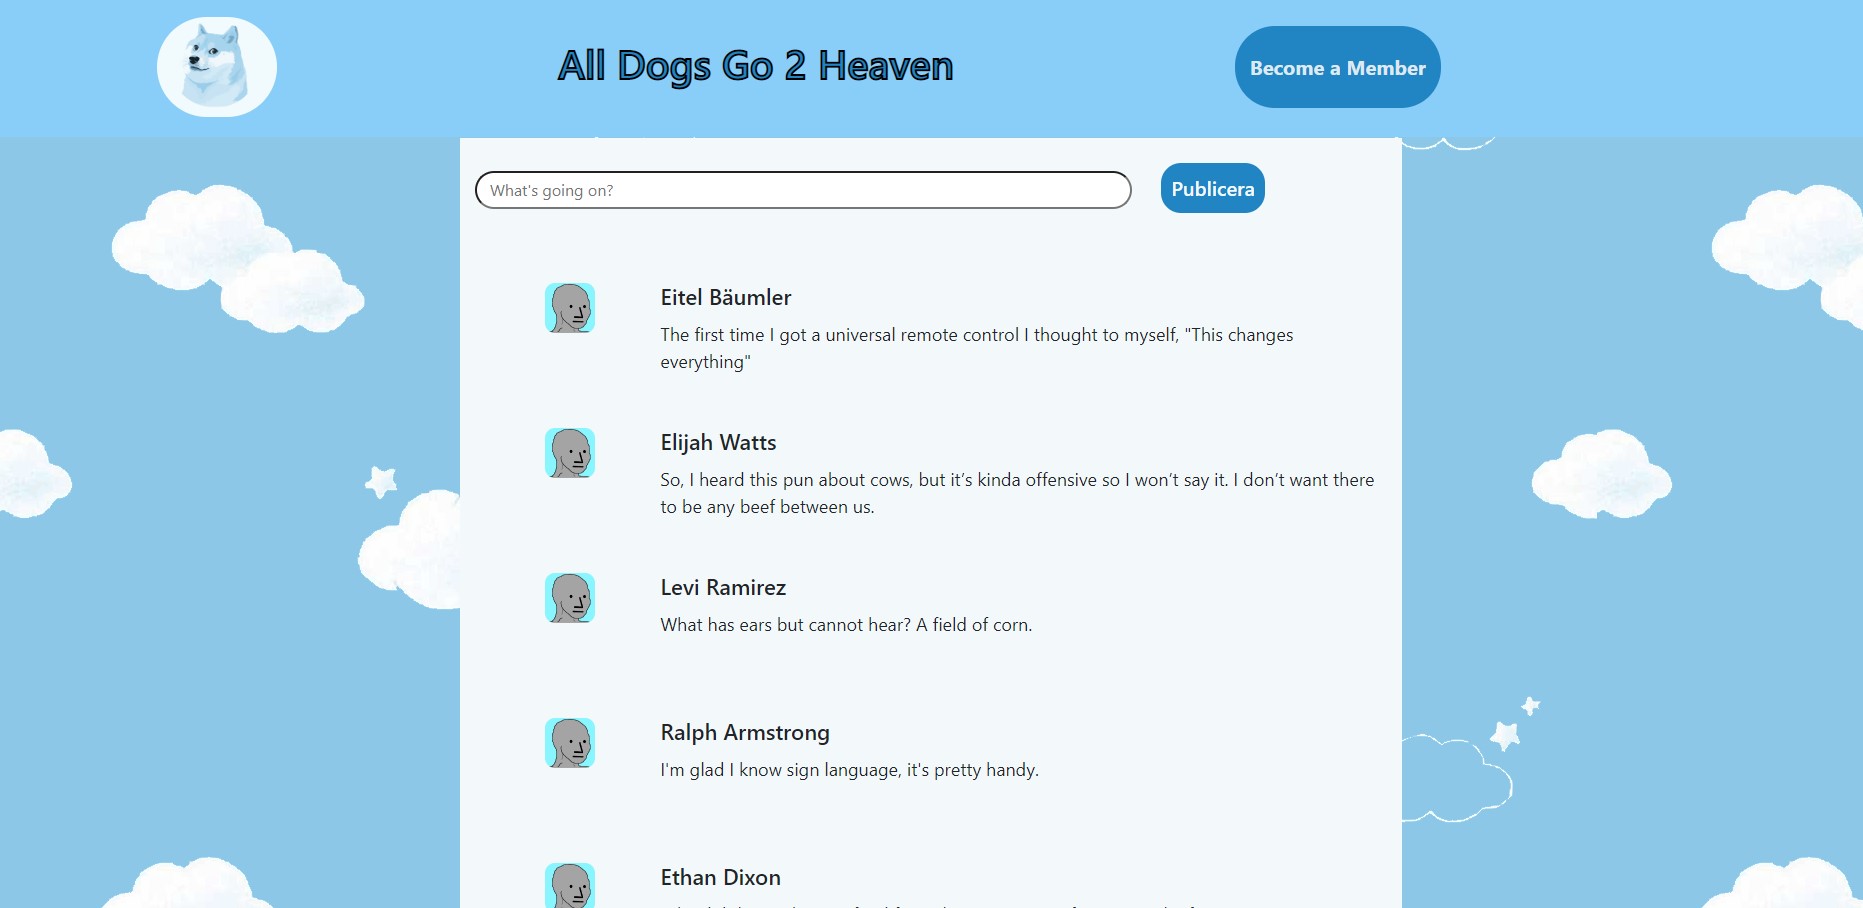 All Dogs Go 2 Heaven
Become a Member
What's going on?
Publicera
Eitel Bäumler
The first time I got a universal remote control I thought to myself, "This changes
everything"
Elijah Watts
So, I heard this pun about cows, but it’s kinda offensive so I won’t say it. I don’t want there
to be any beef between us.
Levi Ramirez
What has ears but cannot hear? A field of corn.
Ralph Armstrong
I'm glad I know sign language, it's pretty handy.
Ethan Dixon